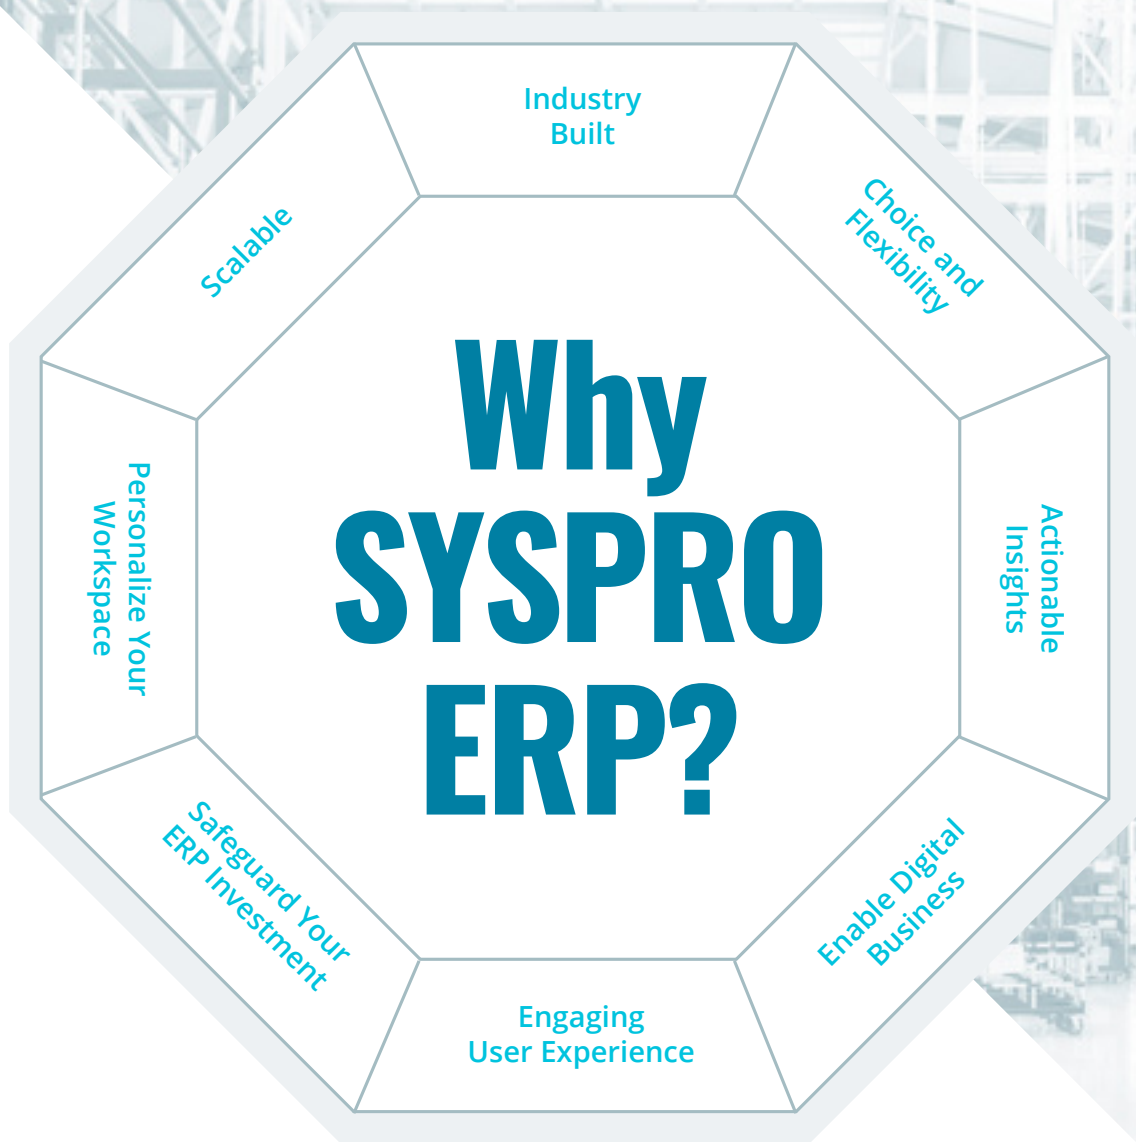 Industry
Built
Choice and
Flexibility
Actionable
Insights
Enable Digital
Business
Engaging
User Experience
Safeguard Your
ERP Investment
Personalize Your
Workspace
Scalable
Why
SYSPRO
ERP?